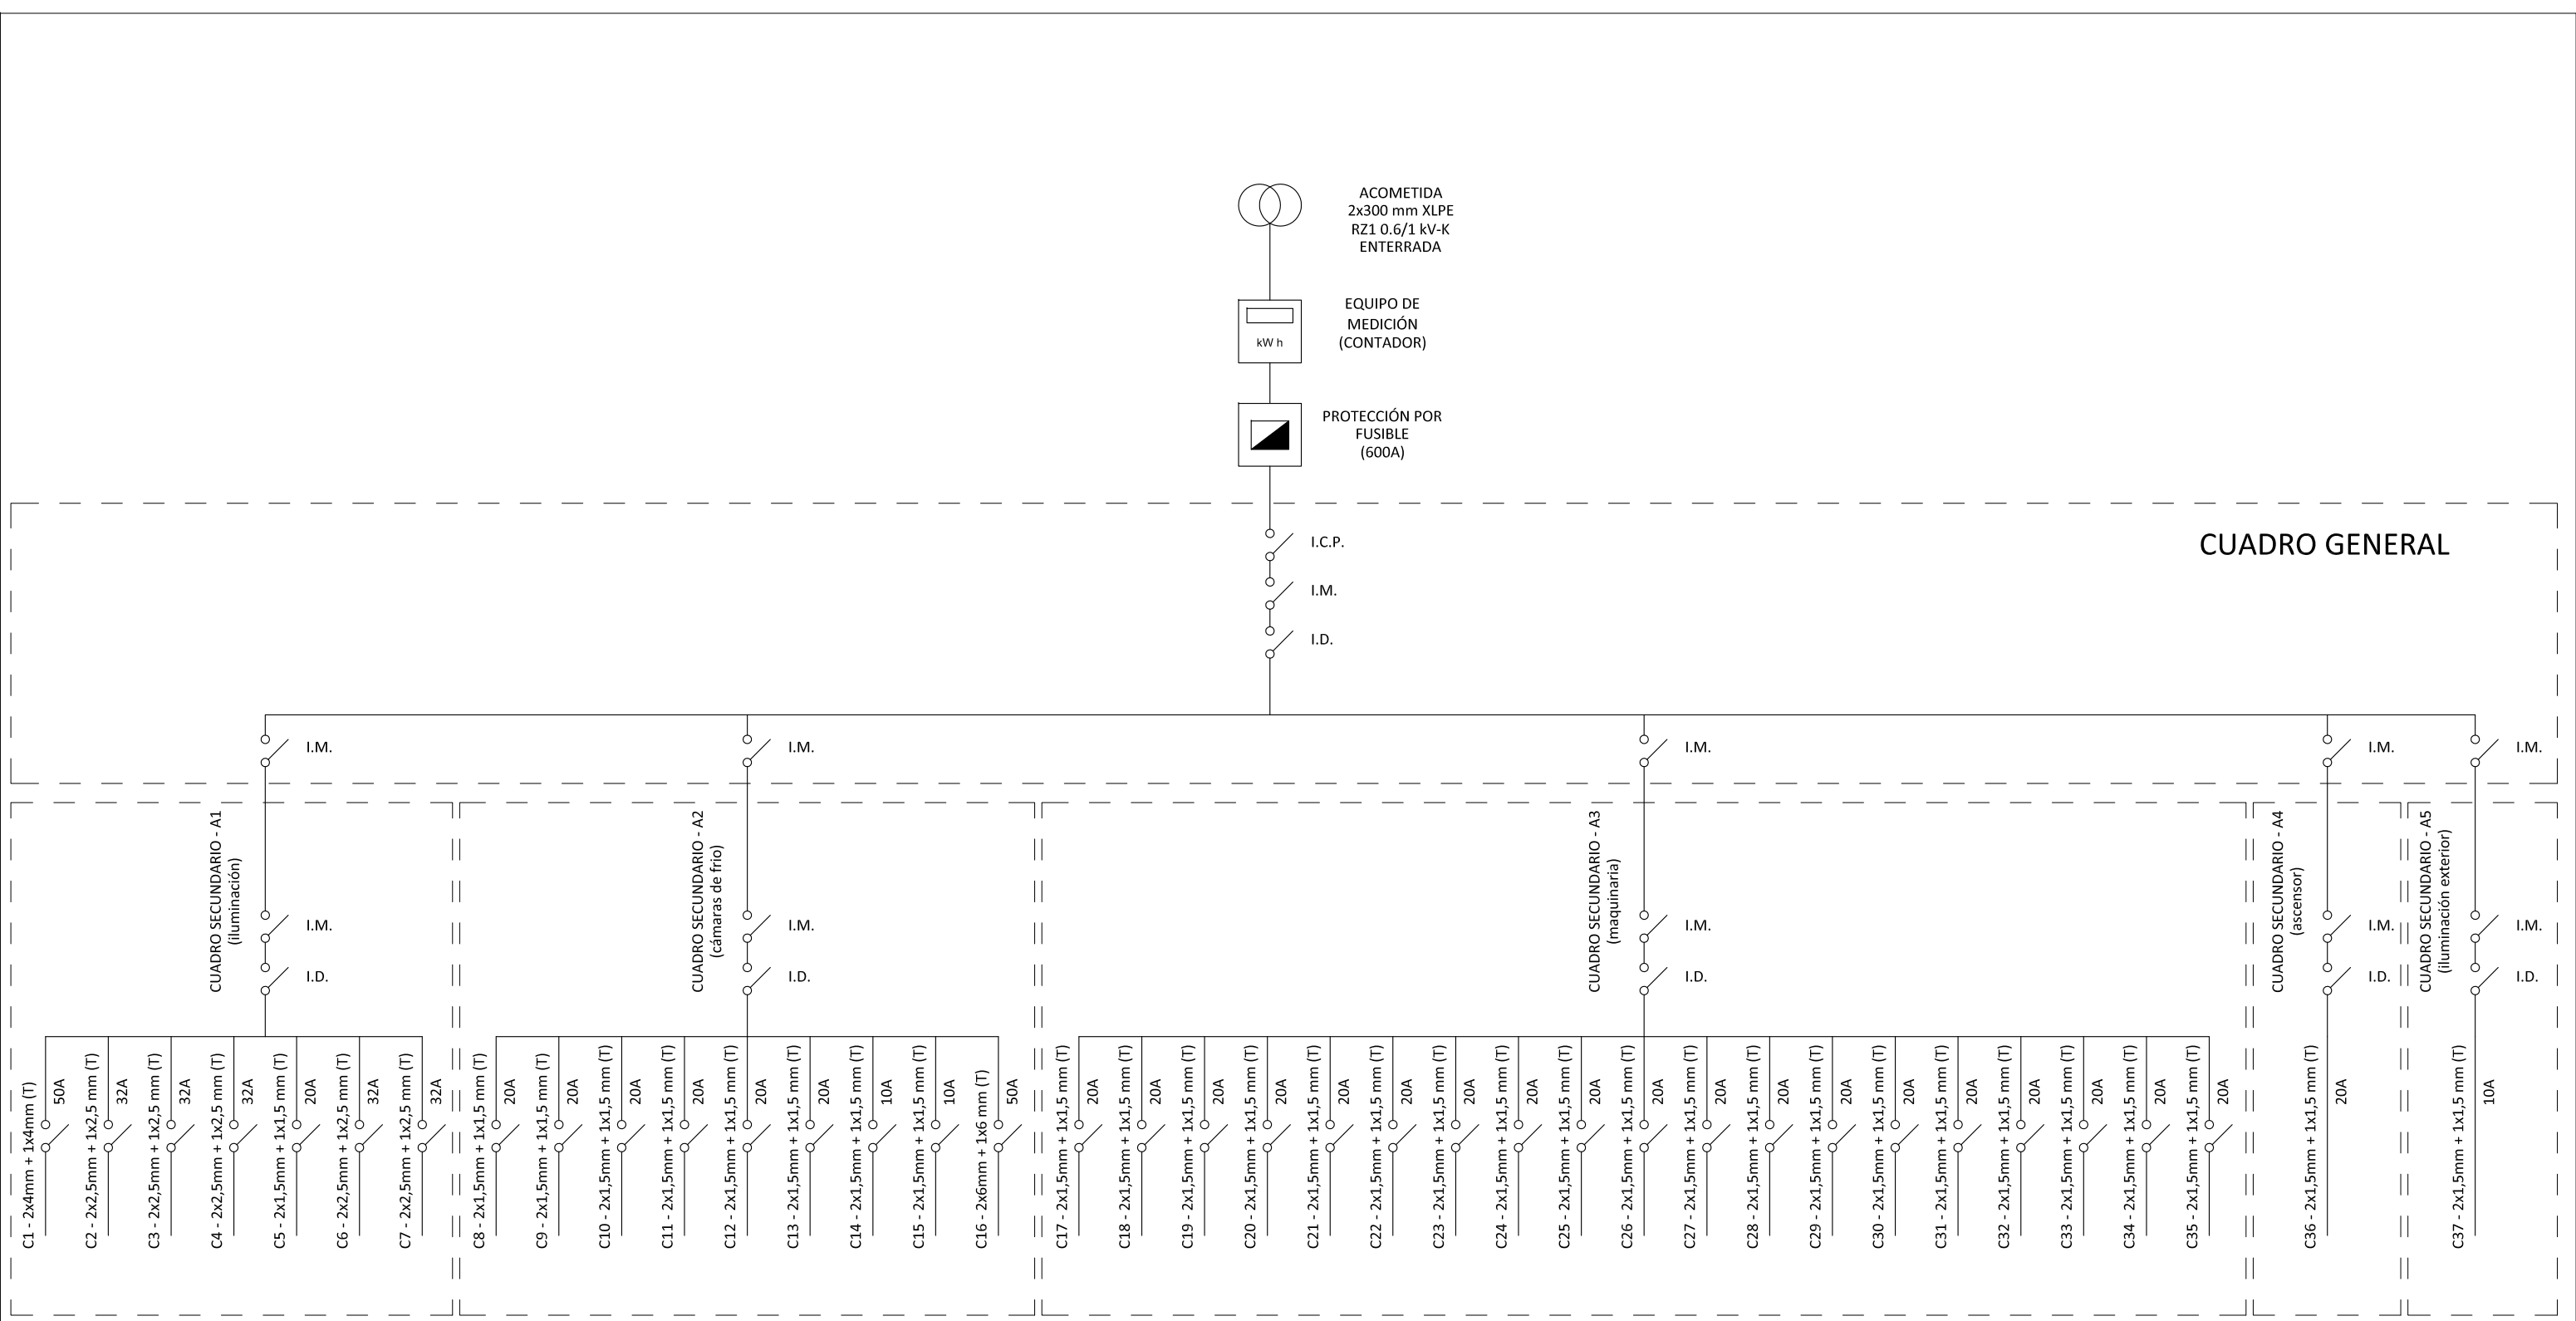 ACOMETIDA
2x300 mm XLPE
RZ1 0.6/1 kV-K
ENTERRADA
EQUIPO DE
MEDICIÓN
(CONTADOR)
kW h
PROTECCIÓN POR
FUSIBLE
(600A)
CUADRO GENERAL
I.C.P.
I.M.
I.D.
I.M.
I.M.
I.M.
I.M.
I.M.
CUADRO SECUNDARIO - A1
(iluminación)
I.M.
I.D.
CUADRO SECUNDARIO - A2
(cámaras de frio)
I.M.
I.D.
CUADRO SECUNDARIO - A3
(maquinaria)
I.M.
I.D.
CUADRO SECUNDARIO - A4
(ascensor)
I.M.
I.D.
CUADRO SECUNDARIO - A5
(iluminación exterior)
I.M.
I.D.
C1 - 2x4mm + 1x4mm (T)
50A
C2 - 2x2,5mm + 1x2,5 mm (T)
32A
C3 - 2x2,5mm + 1x2,5 mm (T)
32A
C4 - 2x2,5mm + 1x2,5 mm (T)
32A
C5 - 2x1,5mm + 1x1,5 mm (T)
20A
C6 - 2x2,5mm + 1x2,5 mm (T)
32A
C7 - 2x2,5mm + 1x2,5 mm (T)
32A
C8 - 2x1,5mm + 1x1,5 mm (T)
20A
C9 - 2x1,5mm + 1x1,5 mm (T)
20A
C10 - 2x1,5mm + 1x1,5 mm (T)
20A
C11 - 2x1,5mm + 1x1,5 mm (T)
20A
C12 - 2x1,5mm + 1x1,5 mm (T)
20A
C13 - 2x1,5mm + 1x1,5 mm (T)
20A
C14 - 2x1,5mm + 1x1,5 mm (T)
10A
C15 - 2x1,5mm + 1x1,5 mm (T)
10A
C16 - 2x6mm + 1x6 mm (T)
50A
C17 - 2x1,5mm + 1x1,5 mm (T)
20A
C18 - 2x1,5mm + 1x1,5 mm (T)
20A
C19 - 2x1,5mm + 1x1,5 mm (T)
20A
C20 - 2x1,5mm + 1x1,5 mm (T)
20A
C21 - 2x1,5mm + 1x1,5 mm (T)
20A
C22 - 2x1,5mm + 1x1,5 mm (T)
20A
C23 - 2x1,5mm + 1x1,5 mm (T)
20A
C24 - 2x1,5mm + 1x1,5 mm (T)
20A
C25 - 2x1,5mm + 1x1,5 mm (T)
20A
C26 - 2x1,5mm + 1x1,5 mm (T)
20A
C27 - 2x1,5mm + 1x1,5 mm (T)
20A
C28 - 2x1,5mm + 1x1,5 mm (T)
20A
C29 - 2x1,5mm + 1x1,5 mm (T)
20A
C30 - 2x1,5mm + 1x1,5 mm (T)
20A
C31 - 2x1,5mm + 1x1,5 mm (T)
20A
C32 - 2x1,5mm + 1x1,5 mm (T)
20A
C33 - 2x1,5mm + 1x1,5 mm (T)
20A
C34 - 2x1,5mm + 1x1,5 mm (T)
20A
C35 - 2x1,5mm + 1x1,5 mm (T)
20A
C36 - 2x1,5mm + 1x1,5 mm (T)
20A
C37 - 2x1,5mm + 1x1,5 mm (T)
10A